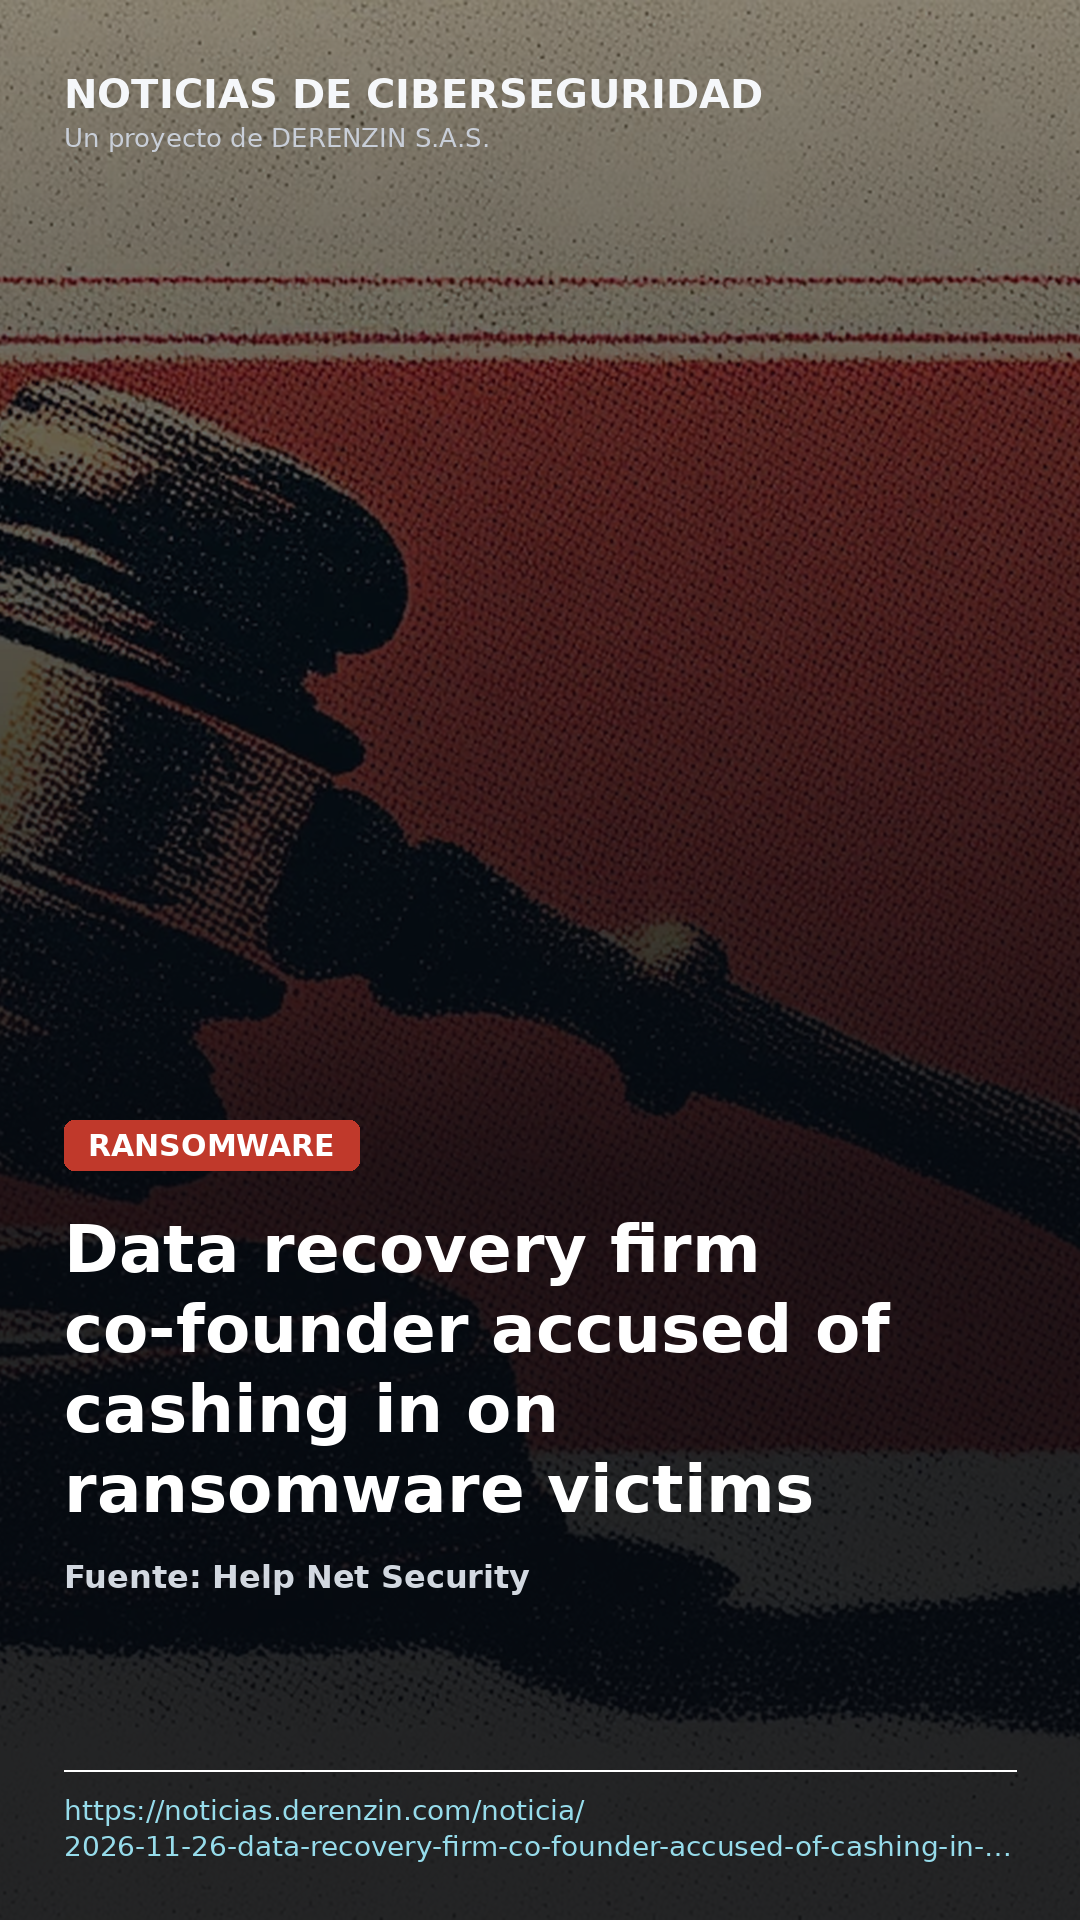 NOTICIAS DE CIBERSEGURIDAD
Un proyecto de DERENZIN S.A.S.
RANSOMWARE
Data recovery firm
co-founder accused of
cashing in on
ransomware victims
Fuente: Help Net Security
https://noticias.derenzin.com/noticia/
2026-11-26-data-recovery-firm-co-founder-accused-of-cashing-in-...